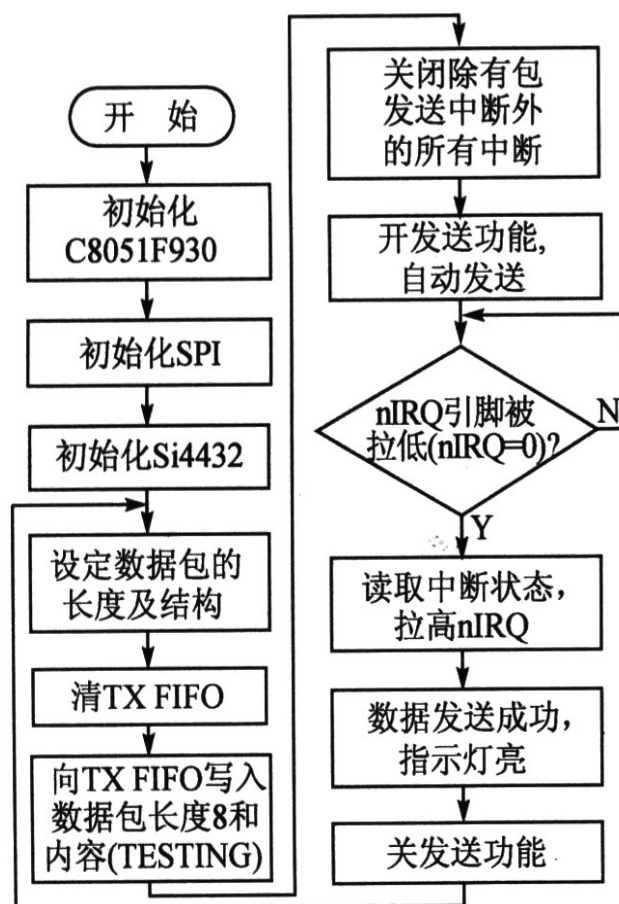 开 始
初始化
C8051F930
初始化SPI
初始化Si4432
设定数据包的
长度及结构
清TX FIFO
向TX FIFO写入
数据包长度8和
内容(TESTING)
关闭除有包
发送中断外
的所有中断
开发送功能,
自动发送
nIRQ引脚被
拉低(nIRQ=0)?
N
Y
读取中断状态,
拉高nIRQ
数据发送成功,
指示灯亮
关发送功能